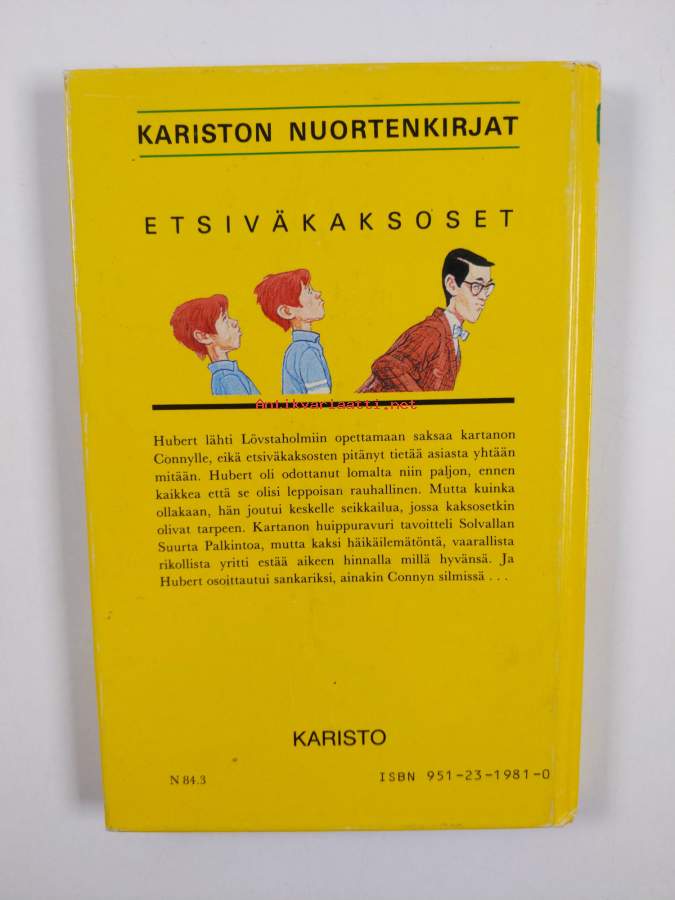 KARISTON NUORTENKIRJAT
ETSIVÄKAKSOSET
Antikvariaatti.net
Hubert lähti Lövstaholmiin opettamaan saksaa kartanon
Connylle, eikä etsiväkaksosten pitänyt tietää asiasta yhtään
mitään. Hubert oli odottanut lomalta niin paljon, ennen
kaikkea että se olisi leppoisan rauhallinen. Mutta kuinka
ollakaan, hän joutui keskelle seikkailua, jossa kaksosetkin
olivat tarpeen. Kartanon huippuravuri tavoitteli Solvallan
Suurta Palkintoa, mutta kaksi häikäilemätöntä, vaarallista
rikollista yritti estää aikeen hinnalla millä hyvänsä. Ja
Hubert osoittautui sankariksi, ainakin Connyn silmissä . . .
KARISTO
N 84.3
ISBN 951-23-1981-0